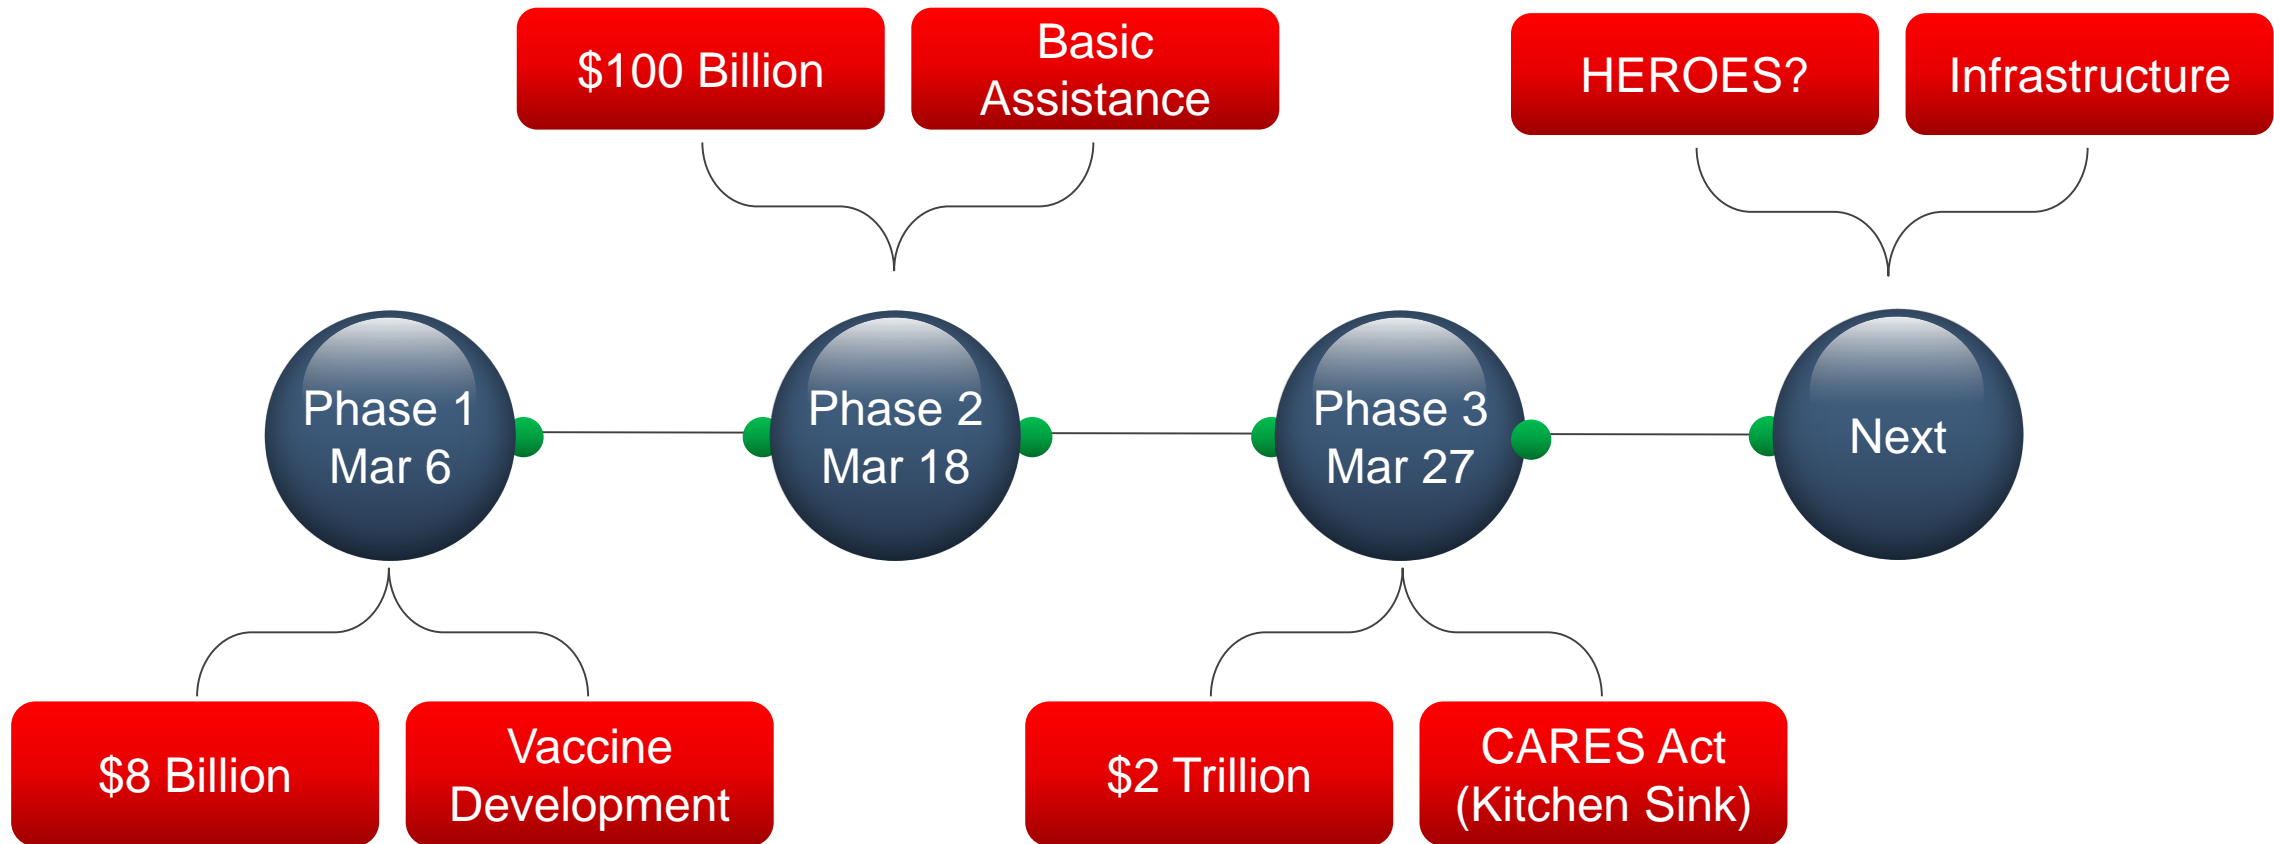 $100 Billion
Basic
Assistance
HEROES?
Infrastructure
Phase 1
Mar 6
Phase 2
Mar 18
Phase 3
Mar 27
Next
$8 Billion
Vaccine
Development
$2 Trillion
CARES Act
(Kitchen Sink)